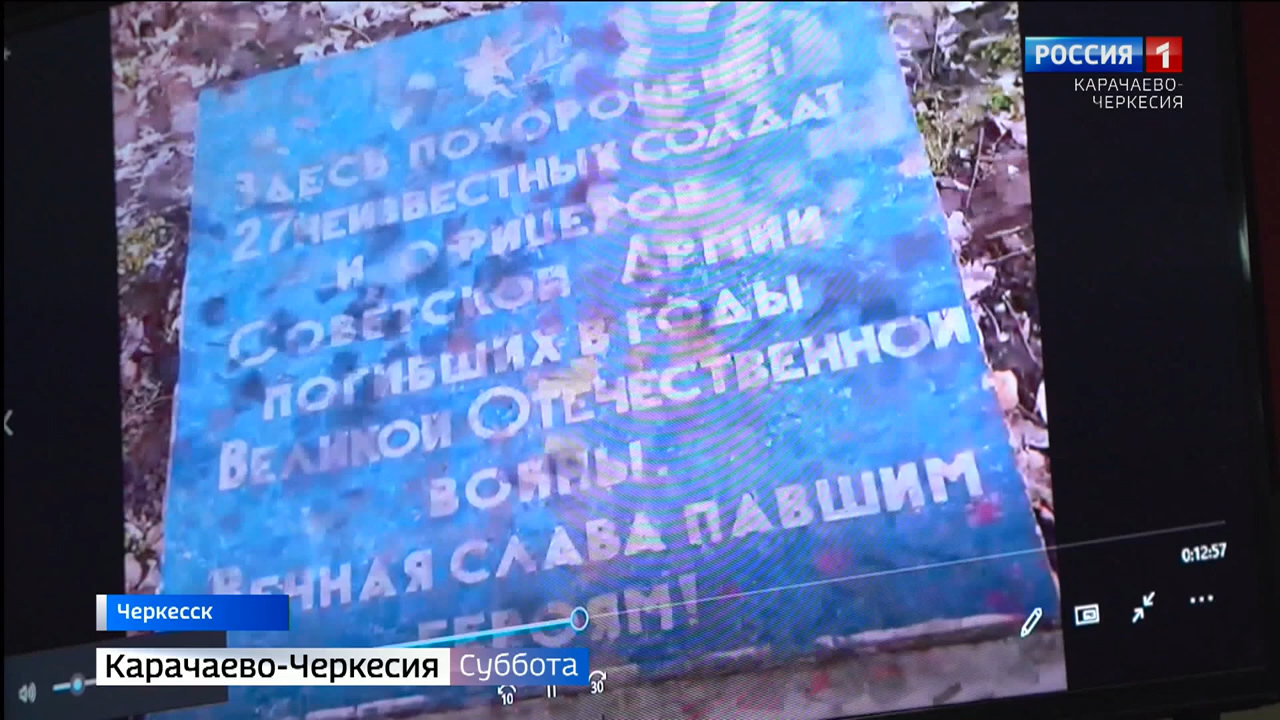 РОССИЯ 1
КАРАЧАЕВО-
ЧЕРКЕСИЯ
ЗДЕСЬ ПОХОРОНЕНЫ
27 НЕИЗВЕСТНЫХ СОЛДАТ
И ОФИЦЕРОВ
СОВЕТСКОЙ АРМИИ
ПОГИБШИХ В ГОДЫ
ВЕЛИКОЙ ОТЕЧЕСТВЕННОЙ
ВОЙНЫ.
ВЕЧНАЯ СЛАВА ПАВШИМ
ГЕРОЯМ!
0:12:57
Черкесск
Карачаево-Черкесия Суббота
10 30